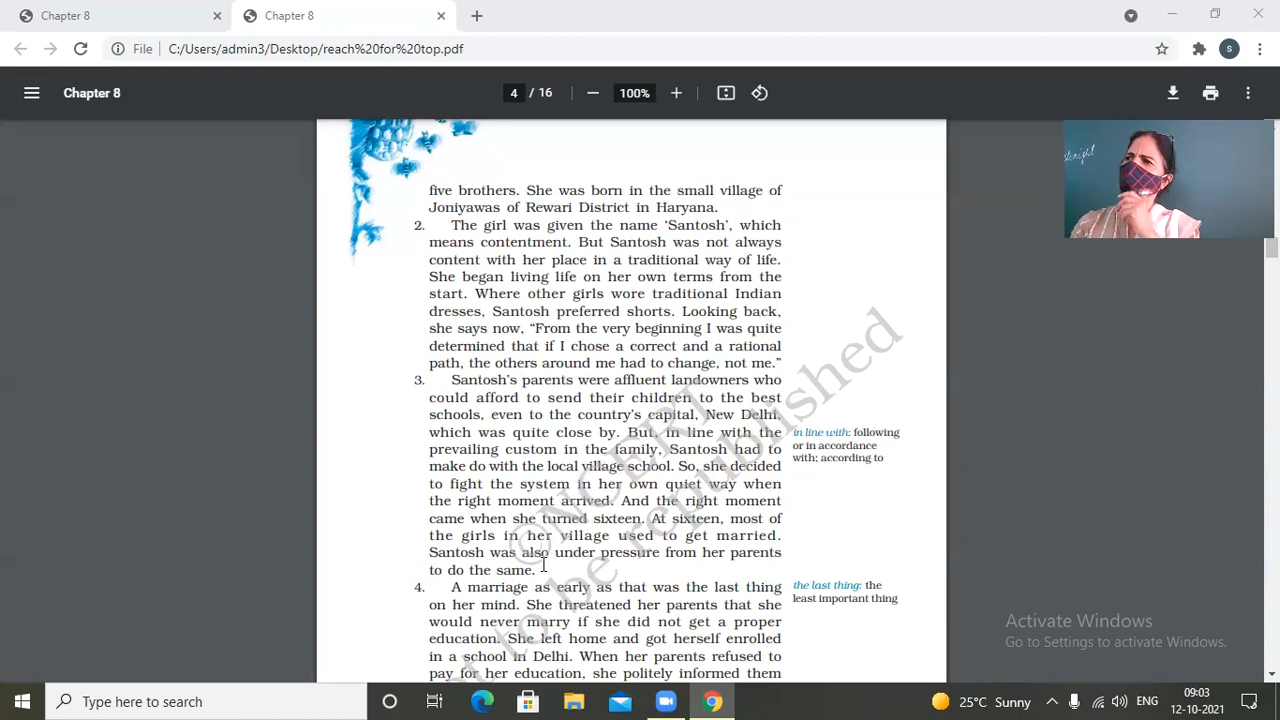 Chapter 8
Chapter 8
File
C:/Users/admin3/Desktop/reach%20for%20top.pdf
S
Chapter 8
4 / 16
100%
straight
five brothers. She was born in the small village of
Joniyawas of Rewari District in Haryana.
2. The girl was given the name ‘Santosh’, which
means contentment. But Santosh was not always
content with her place in a traditional way of life.
She began living life on her own terms from the
start. Where other girls wore traditional Indian
dresses, Santosh preferred shorts. Looking back,
she says now, “From the very beginning I was quite
determined that if I chose a correct and a rational
path, the others around me had to change, not me.”
3. Santosh’s parents were affluent landowners who
could afford to send their children to the best
schools, even to the country’s capital, New Delhi,
which was quite close by. But, in line with the
prevailing custom in the family, Santosh had to
make do with the local village school. So, she decided
to fight the system in her own quiet way when
the right moment arrived. And the right moment
came when she turned sixteen. At sixteen, most of
the girls in her village used to get married.
Santosh was also under pressure from her parents
to do the same.
in line with: following
or in accordance
with; according to
4. A marriage as early as that was the last thing
on her mind. She threatened her parents that she
would never marry if she did not get a proper
education. She left home and got herself enrolled
in a school in Delhi. When her parents refused to
pay for her education, she politely informed them
the last thing: the
least important thing
©NCERT
not to be republished
Activate Windows
Go to Settings to activate Windows.
Type here to search
25°C Sunny
ENG
09:03
12-10-2021